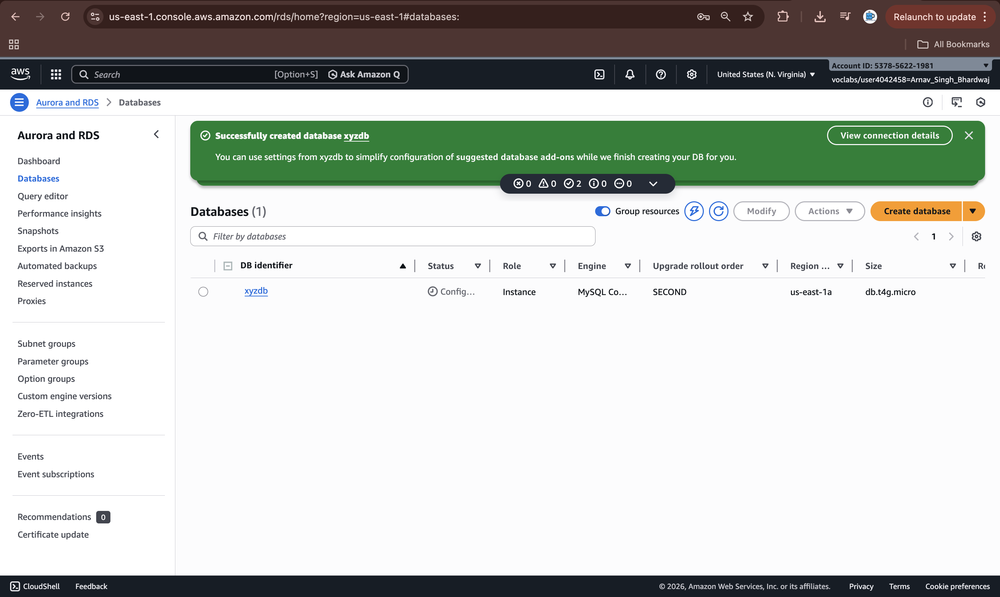 us-east-1.console.aws.amazon.com/rds/home?region=us-east-1#databases:
Relaunch to update
All Bookmarks
aws
Search
[Option+S]
Ask Amazon Q
United States (N. Virginia)
Account ID: 5378-5622-1981
voclabs/user4042458=Arnav_Singh_Bhardwaj
Aurora and RDS
Databases
Aurora and RDS
Dashboard
Databases
Query editor
Performance insights
Snapshots
Exports in Amazon S3
Automated backups
Reserved instances
Proxies
Subnet groups
Parameter groups
Option groups
Custom engine versions
Zero-ETL integrations
Events
Event subscriptions
Recommendations 0
Certificate update
Successfully created database xyzdb
View connection details
You can use settings from xyzdb to simplify configuration of suggested database add-ons while we finish creating your DB for you.
0 0 2 0 0
Databases (1)
Group resources
Modify
Actions
Create database
Filter by databases
1
DB identifier Status Role Engine Upgrade rollout order Region ... Size
xyzdb Config... Instance MySQL Co... SECOND us-east-1a db.t4g.micro
CloudShell
Feedback
© 2026, Amazon Web Services, Inc. or its affiliates.
Privacy
Terms
Cookie preferences